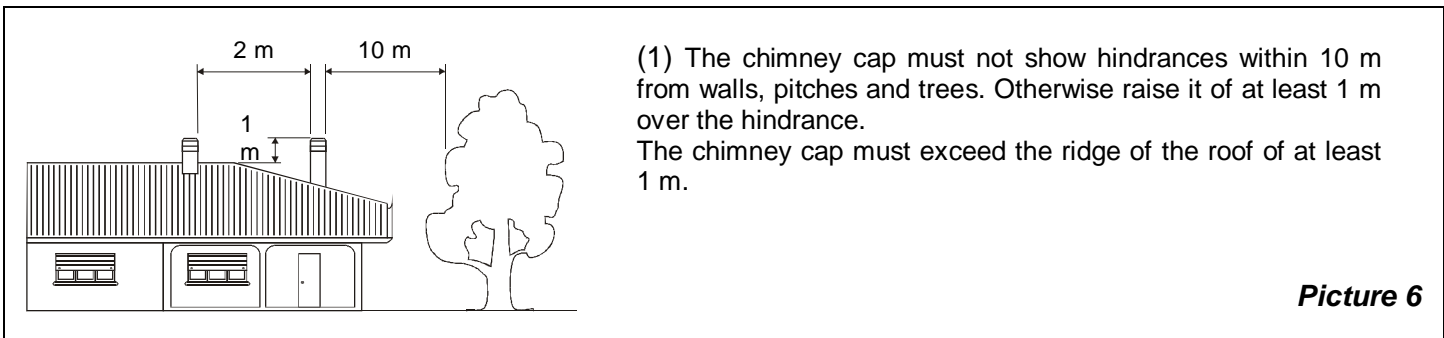 2 m
10 m
1
m
(1) The chimney cap must not show hindrances within 10 m
from walls, pitches and trees. Otherwise raise it of at least 1 m
over the hindrance.
The chimney cap must exceed the ridge of the roof of at least
1 m.
Picture 6